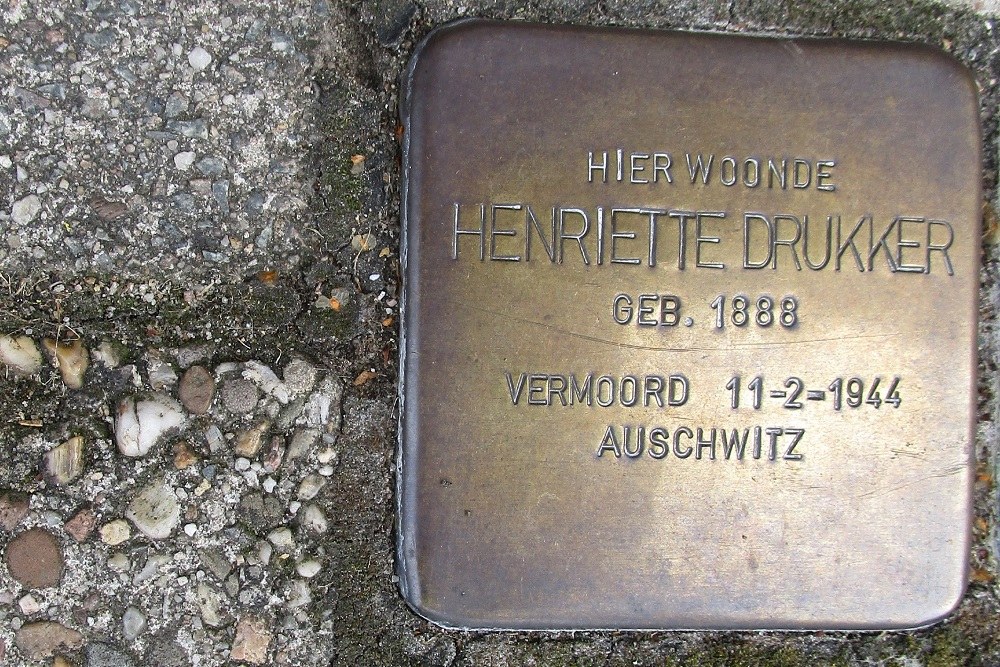 HIER WOONDE
HENRIETTE DRUKKER
GEB. 1888
VERMOORD 11-2-1944
AUSCHWITZ